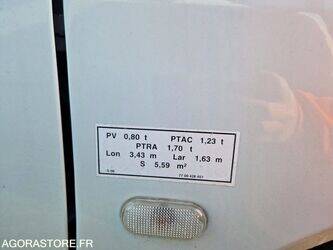 PV 0,80 t PTAC 1,23 t
PTRA 1,70 t
Lon 3,43 m Lar 1,63 m
S 5,59 m²
AGORASTORE.FR